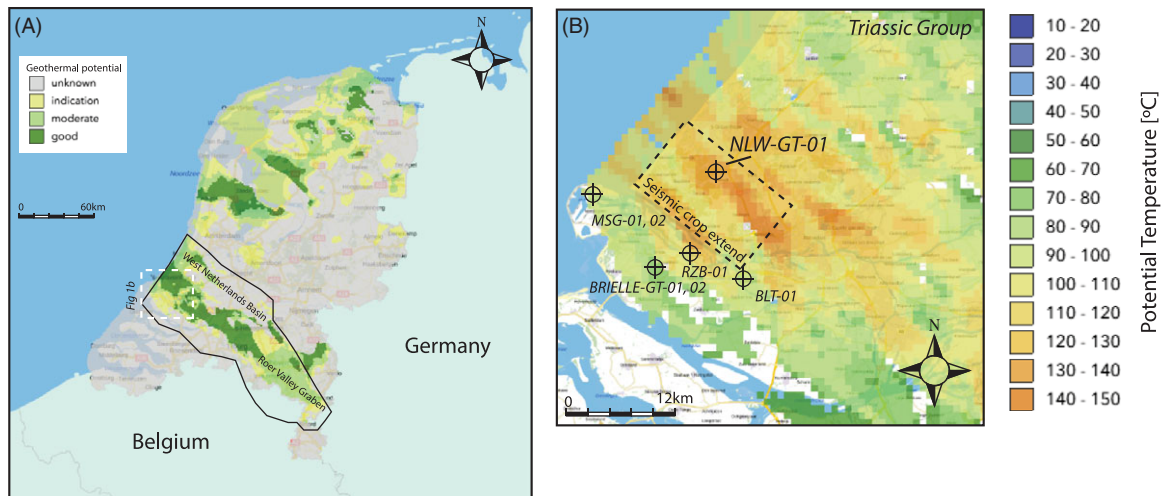 (A)
N
Geothermal potential
unknown
indication
moderate
good
0 60km
Noordzee
West Netherlands Basin
Fig 1b
Roer Valley Graben
Germany
Belgium
(B)
Triassic Group
NLW-GT-01
Seismic crop extend
MSG-01, 02
RZB-01
BRIELLE-GT-01, 02
BLT-01
N
0 12km
10 - 20
20 - 30
30 - 40
40 - 50
50 - 60
60 - 70
70 - 80
80 - 90
90 - 100
100 - 110
110 - 120
120 - 130
130 - 140
140 - 150
Potential Temperature [ºC]